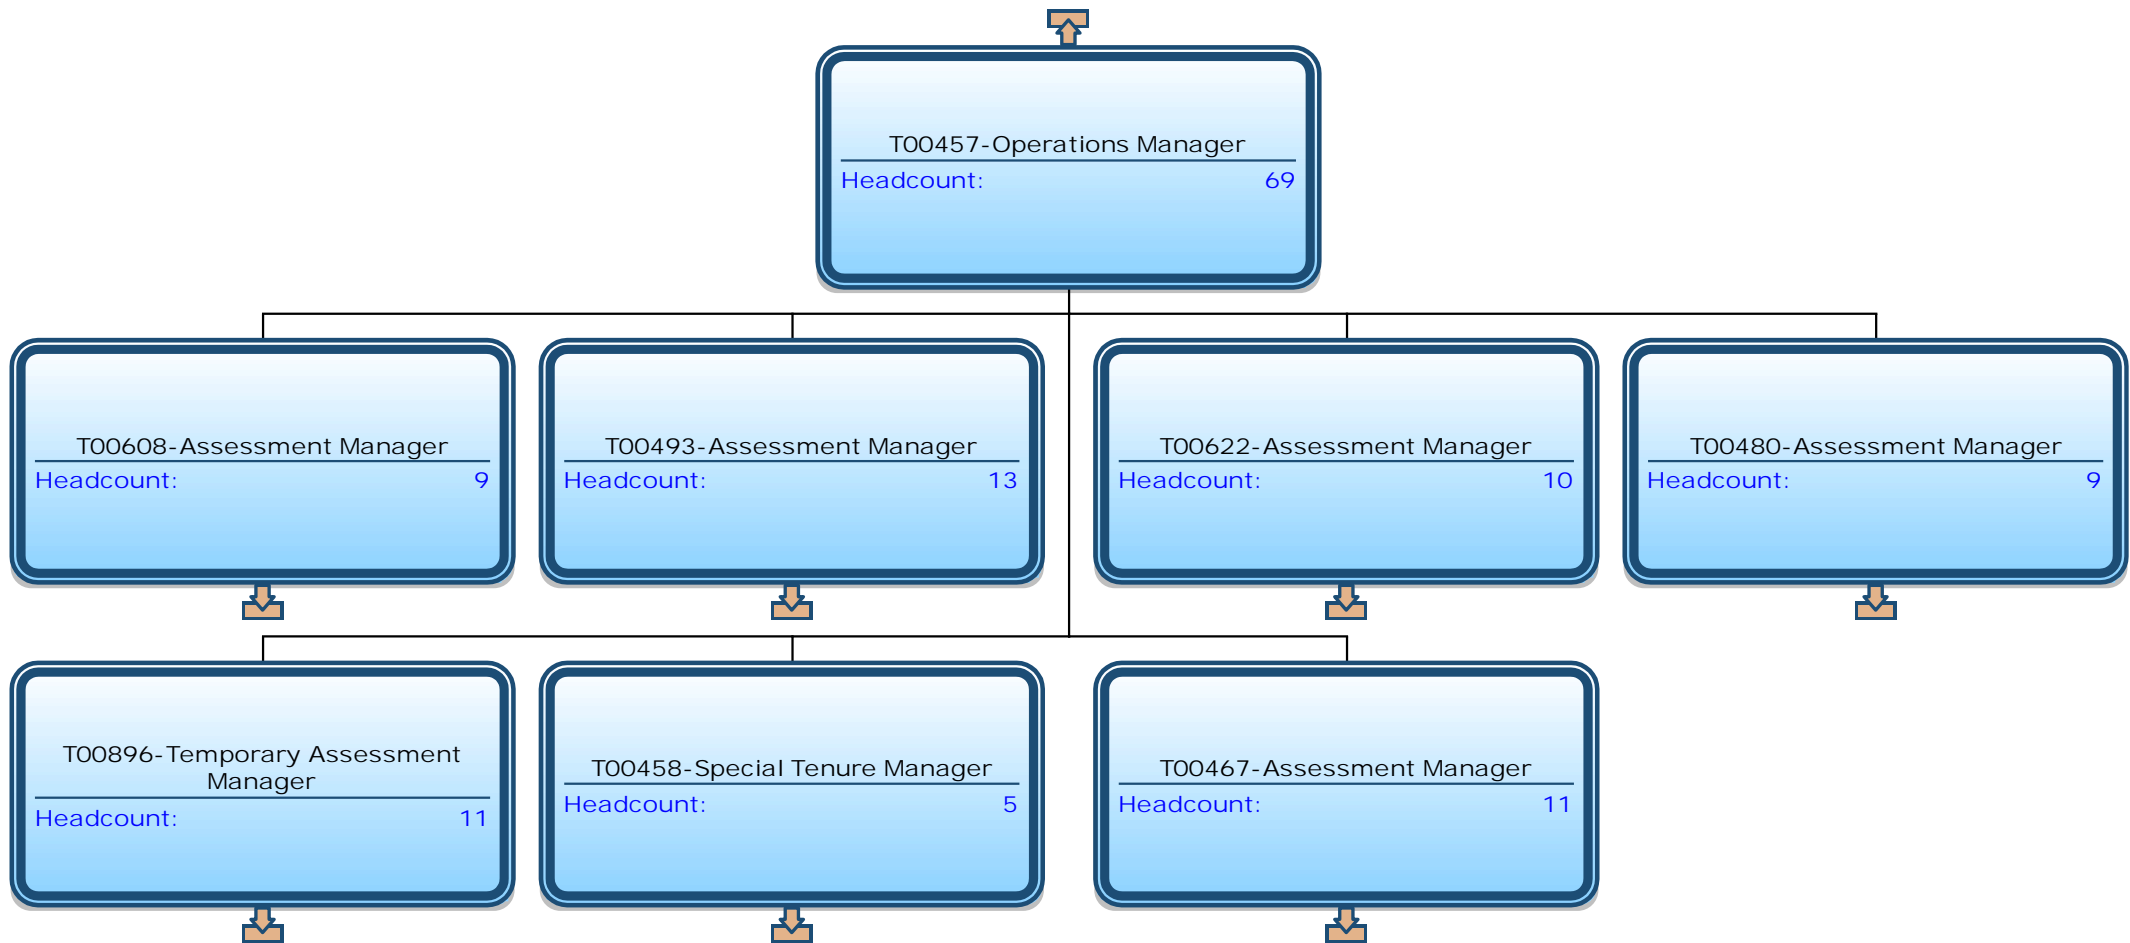 T00457-Operations Manager
Headcount: 69
T00608-Assessment Manager
Headcount: 9
T00493-Assessment Manager
Headcount: 13
T00622-Assessment Manager
Headcount: 10
T00480-Assessment Manager
Headcount: 9
T00896-Temporary Assessment
Manager
Headcount: 11
T00458-Special Tenure Manager
Headcount: 5
T00467-Assessment Manager
Headcount: 11